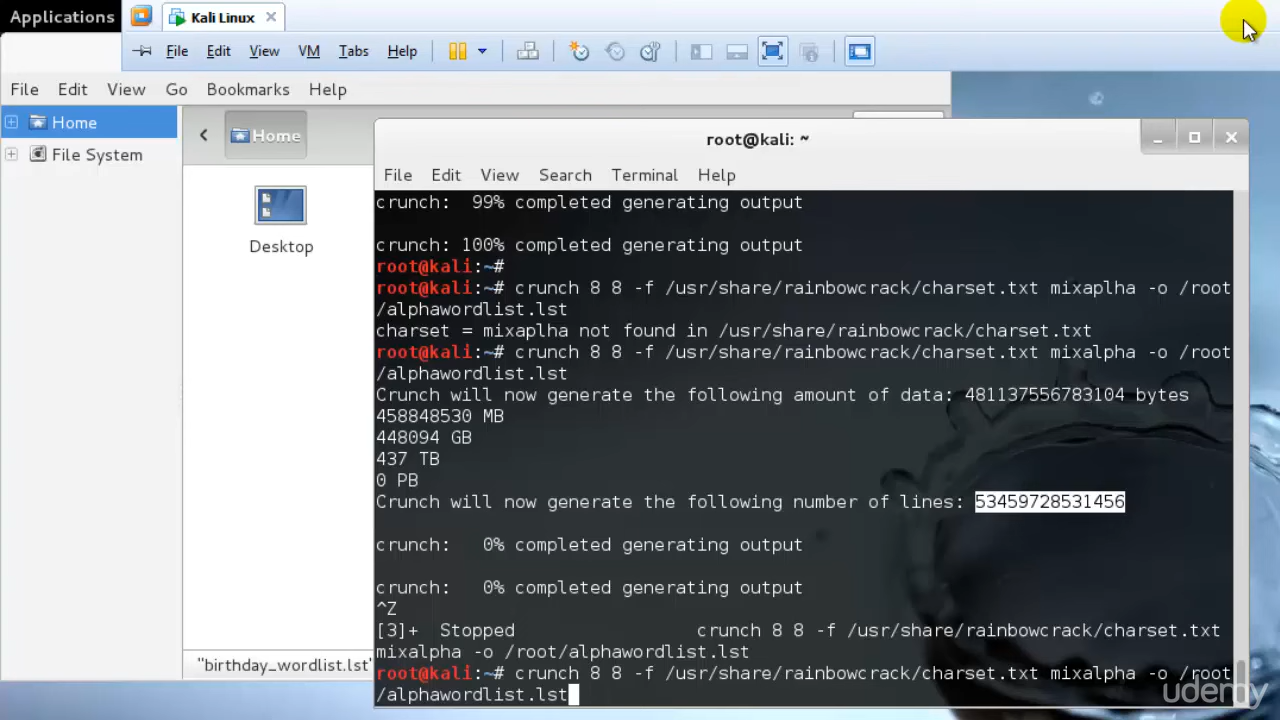 Applications
Kali Linux
File Edit View VM Tabs Help
File Edit View Go Bookmarks Help
Home
File System
Home
Desktop
"birthday_wordlist.lst"
root@kali: ~
File Edit View Search Terminal Help
crunch:  99% completed generating output
crunch: 100% completed generating output
root@kali:~#
root@kali:~# crunch 8 8 -f /usr/share/rainbowcrack/charset.txt mixaplha -o /root
/alphawordlist.lst
charset = mixaplha not found in /usr/share/rainbowcrack/charset.txt
root@kali:~# crunch 8 8 -f /usr/share/rainbowcrack/charset.txt mixalpha -o /root
/alphawordlist.lst
Crunch will now generate the following amount of data: 481137556783104 bytes
458848530 MB
448094 GB
437 TB
0 PB
Crunch will now generate the following number of lines: 53459728531456
crunch:   0% completed generating output
crunch:   0% completed generating output
^Z
[3]+  Stopped                 crunch 8 8 -f /usr/share/rainbowcrack/charset.txt
mixalpha -o /root/alphawordlist.lst
root@kali:~# crunch 8 8 -f /usr/share/rainbowcrack/charset.txt mixalpha -o /root
/alphawordlist.lst
udemy